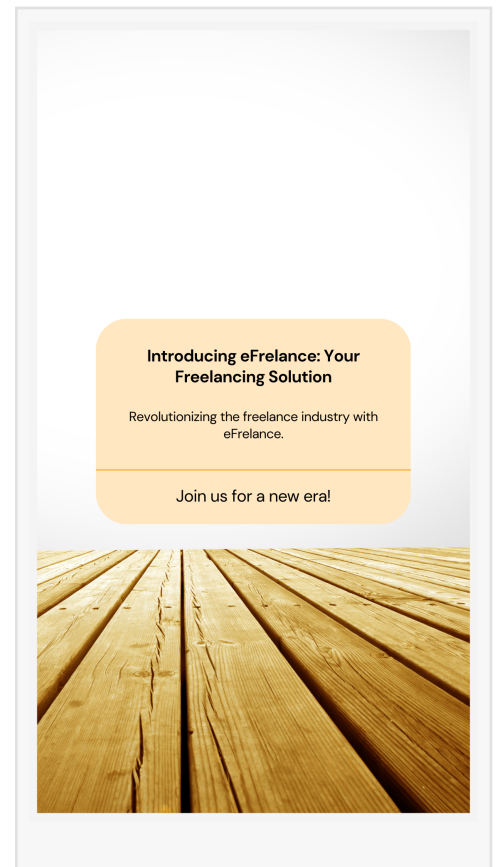 Introducing eFrelance: Your
Freelancing Solution
Revolutionizing the freelance industry with
eFrelance.
Join us for a new era!